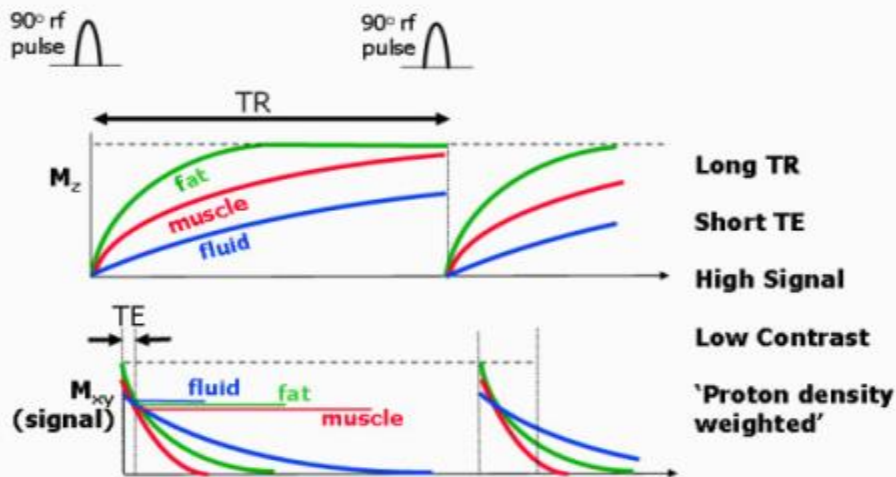 90° rf
pulse
90° rf
pulse
TR
Mz
fat
muscle
fluid
Long TR
Short TE
High Signal
Low Contrast
‘Proton density
weighted’
TE
Mxy
(signal)
fluid
fat
muscle